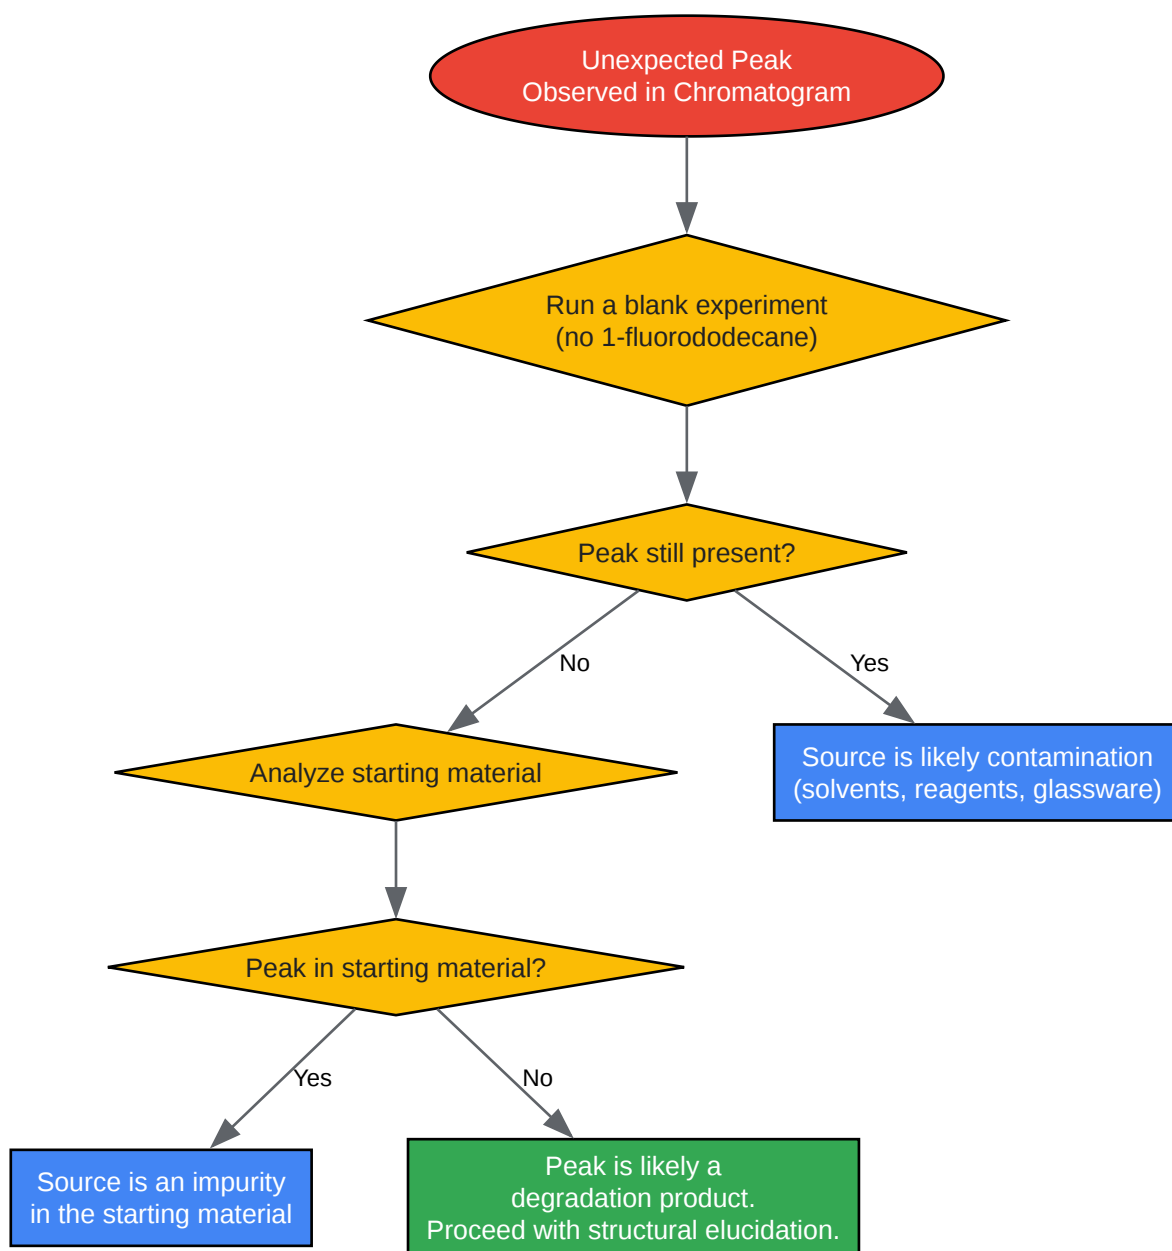 Unexpected Peak
Observed in Chromatogram
Run a blank experiment
(no 1-fluorododecane)
Peak still present?
No
Yes
Analyze starting material
Source is likely contamination
(solvents, reagents, glassware)
Peak in starting material?
Yes
No
Source is an impurity
in the starting material
Peak is likely a
degradation product.
Proceed with structural elucidation.